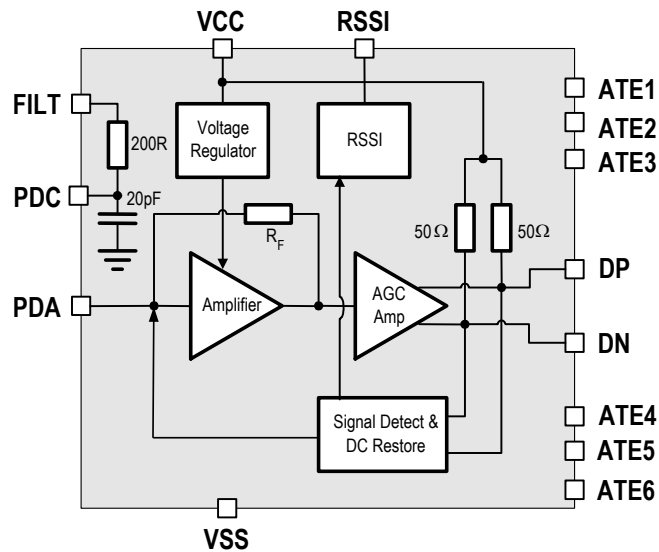 VCC
RSSI
FILT
200R
PDC
20pF
PDA
Voltage
Regulator
RSSI
R_F
Amplifier
AGC
Amp
50Ω
50Ω
Signal Detect &
DC Restore
ATE1
ATE2
ATE3
DP
DN
ATE4
ATE5
ATE6
VSS